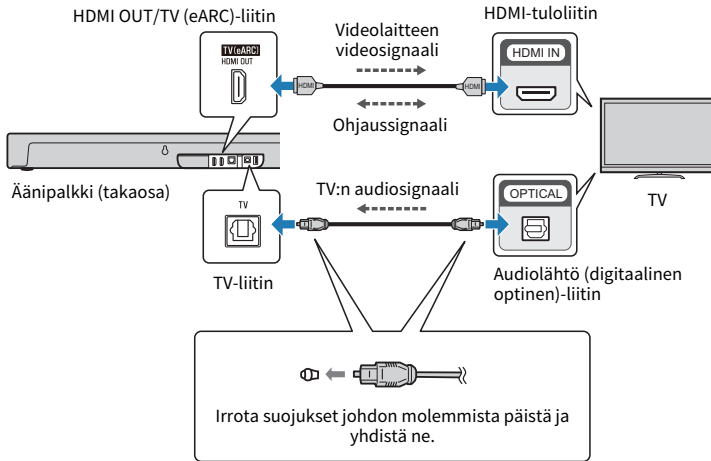 HDMI OUT/TV (eARC)-liitin
Videolaitteen
videosignaali
HDMI-tuloliitin
TV(eARC)
HDMI OUT
HDMI
HDMI
HDMI IN
Ohjaussignaali
Äänipalkki (takaosa)
TV:n audiosignaali
TV
TV
OPTICAL
TV-liitin
Audiolähtö (digitaalinen
optinen)-liitin
Irrota suojukset johdon molemmista päistä ja
yhdistä ne.